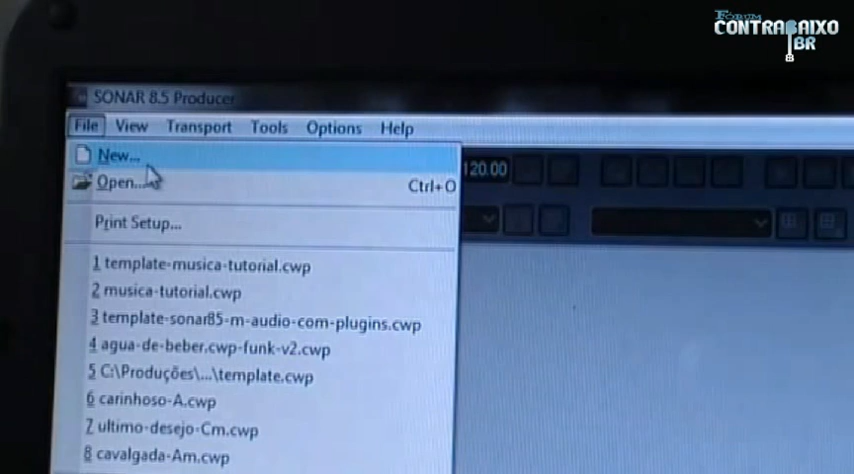 Fórum
CONTRABAIXO
BR
SONAR 8.5 Producer
File View Transport Tools Options Help
New...
Open... Ctrl+O
120.00
Print Setup...
1 template-musica-tutorial.cwp
2 musica-tutorial.cwp
3 template-sonar85-m-audio-com-plugins.cwp
4 agua-de-beber.cwp-funk-v2.cwp
5 C:\Produções\...\template.cwp
6 carinhoso-A.cwp
7 ultimo-desejo-Cm.cwp
8 cavalgada-Am.cwp